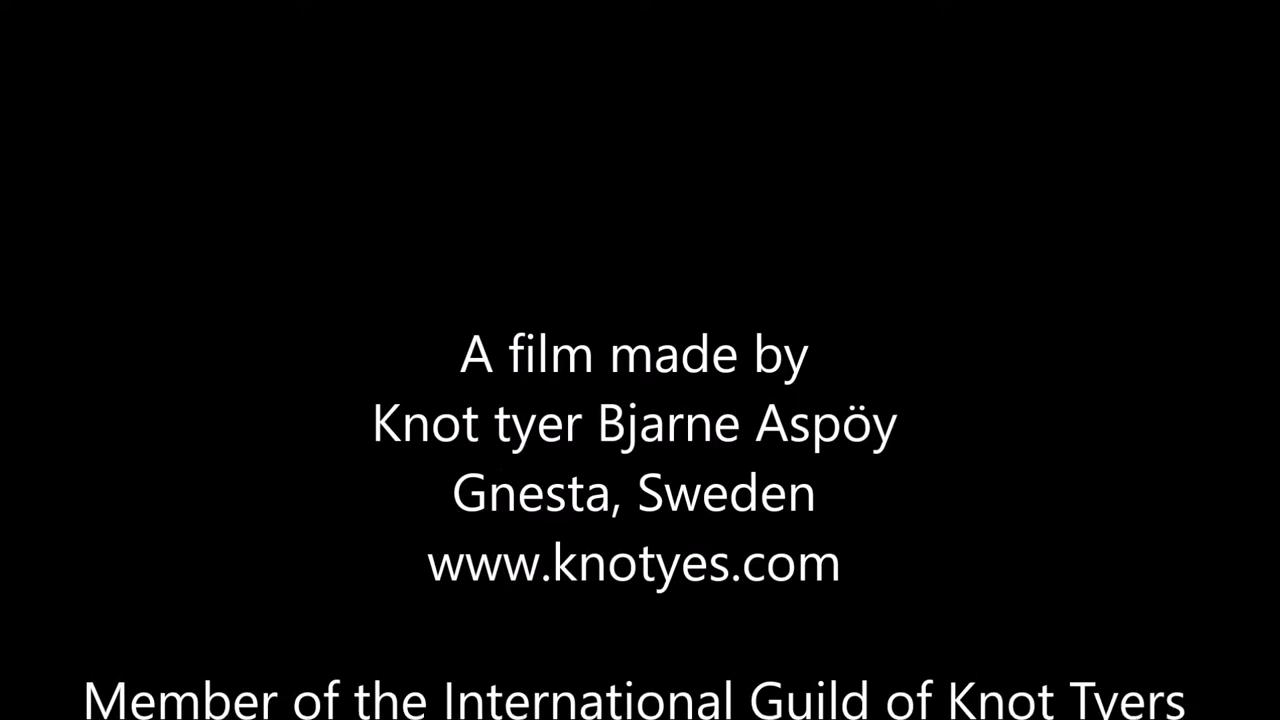 A film made by
Knot tyer Bjarne Aspöy
Gnesta, Sweden
www.knotyes.com
Member of the International Guild of Knot Tyers